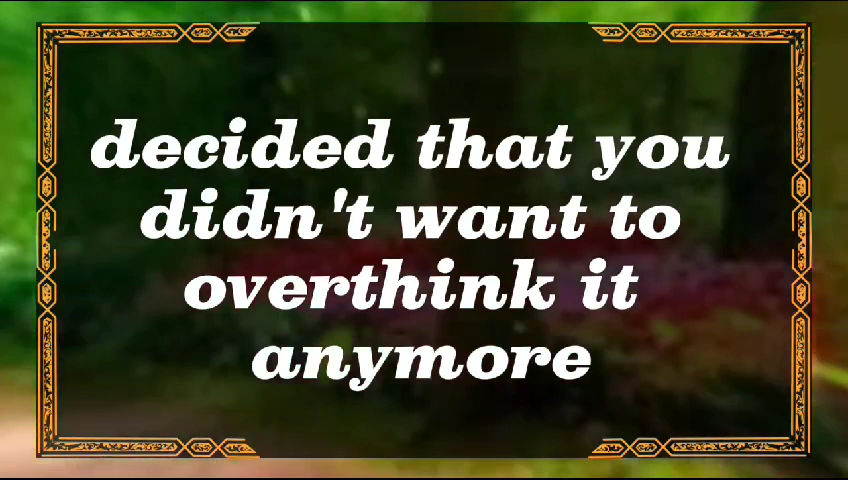 decided that you
didn't want to
overthink it
anymore